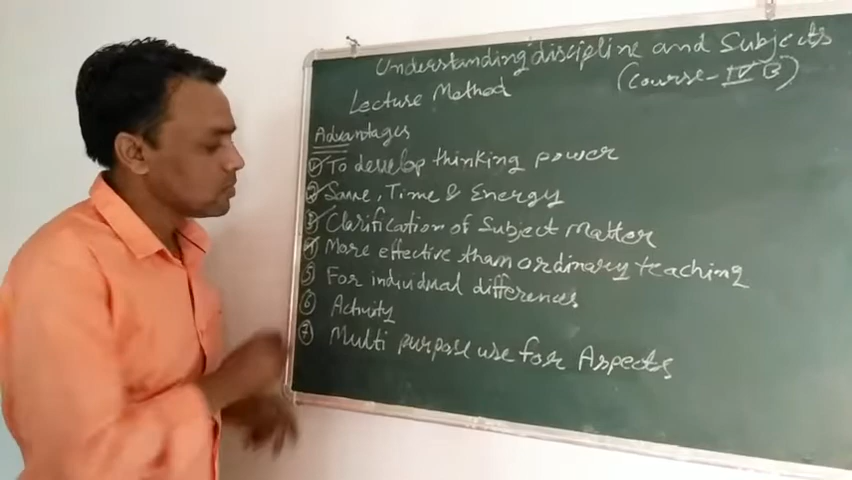 Understanding discipline and Subjects
(Course - IV B)
Lecture Method
Advantages
① To develop thinking power
② Same, Time & Energy
③ Clarification of Subject Matter
④ More effective than ordinary teaching
⑤ For individual differences
⑥ Activity
⑦ Multi purpose use for Aspects